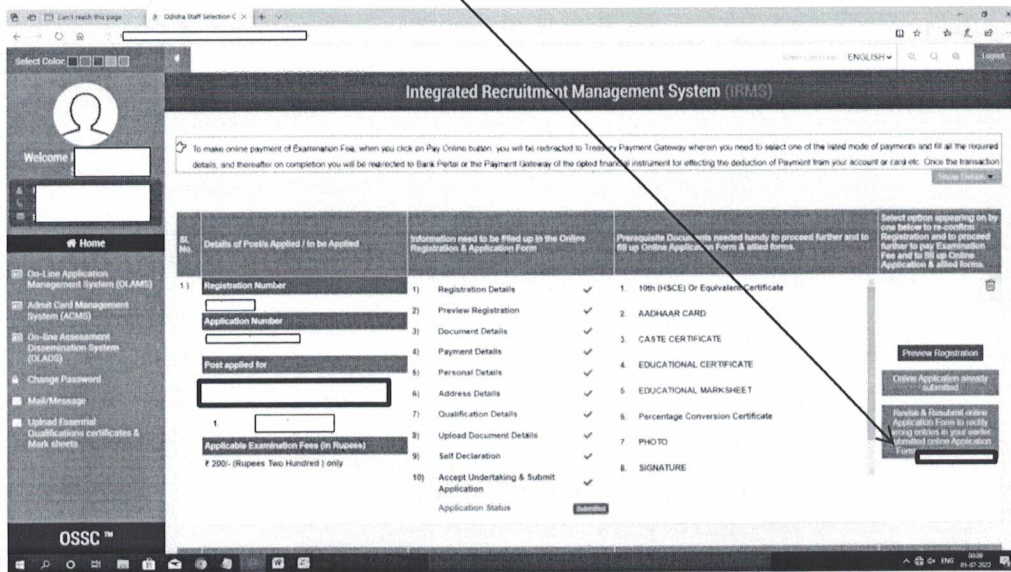 Can't reach this page
Odisha Staff Selection C
Select Color:
ENGLISH
Logout
Integrated Recruitment Management System (IRMS)
Welcome
To make online payment of Examination Fee, when you click on Pay Online button, you will be redirected to Treasury Payment Gateway wherein you need to select one of the listed mode of payments and fill all the required
details, and thereafter on completion you will be redirected to Bank Portal or the Payment Gateway of the opted financial instrument for effecting the deduction of Payment from your account or card etc. Once the transaction
Show Details
Home
On-Line Application
Management System (OLAMS)
Admit Card Management
System (ACMS)
On-line Assessment
Dissemination System
(OLADS)
Change Password
Mail/Message
Upload Essential
Qualifications certificates &
Mark sheets
OSSC ™
Sl.
No.
Details of Post/s Applied / to be Applied
Information need to be filled up in the Online
Registration & Application Form
Prerequisite Documents needed handy to proceed further and to
fill up Online Application Form & allied forms.
Select option appearing on by
one below to re-confirm
Registration and to proceed
further to pay Examination
Fee and to fill up Online
Application & allied forms.
1 )
Registration Number
Application Number
Post applied for
1.
Applicable Examination Fees (in Rupees)
₹ 200/- (Rupees Two Hundred ) only
1) Registration Details
2) Preview Registration
3) Document Details
4) Payment Details
5) Personal Details
6) Address Details
7) Qualification Details
8) Upload Document Details
9) Self Declaration
10) Accept Undertaking & Submit
Application
Application Status Submitted
1. 10th (HSCE) Or Equivalent Certificate
2. AADHAAR CARD
3. CASTE CERTIFICATE
4. EDUCATIONAL CERTIFICATE
5 EDUCATIONAL MARKSHEET
6. Percentage Conversion Certificate
7 PHOTO
8. SIGNATURE
Preview Registration
Online Application already
submitted
Revise & Resubmit online
Application Form to rectify
wrong entries in your earlier
submitted online Application
Form
ENG
00:09
05-07-2022